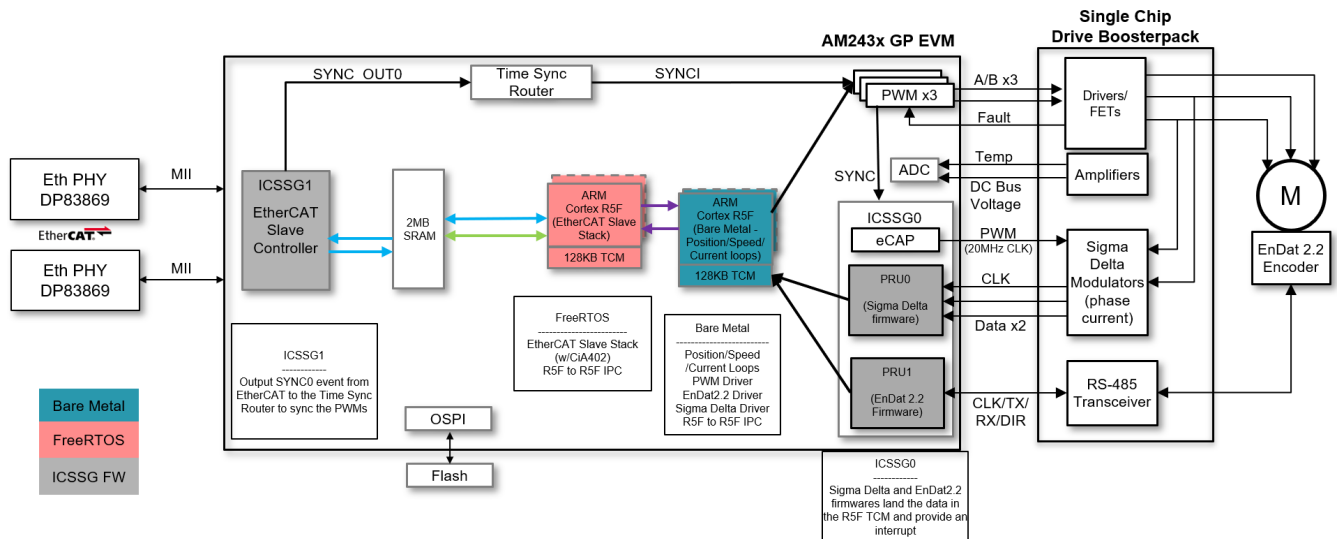 Single Chip
Drive Boosterpack
AM243x GP EVM
SYNC_OUT0
Time Sync
Router
SYNCI
PWM x3
A/B x3
Fault
Drivers/
FETs
Temp
ADC
DC Bus
Voltage
Amplifiers
M
Eth PHY
DP83869
MII
EtherCAT
Eth PHY
DP83869
MII
ICSSG1
EtherCAT
Slave
Controller
2MB
SRAM
ARM
Cortex R5F
(EtherCAT Slave
Stack)
128KB TCM
ARM
Cortex R5F
(Bare Metal -
Position/Speed/
Current loops)
128KB TCM
SYNC
ICSSG0
eCAP
PWM
(20MHz CLK)
PRU0
(Sigma Delta
firmware)
CLK
Data x2
Sigma
Delta
Modulators
(phase
current)
EnDat 2.2
Encoder
PRU1
(EnDat 2.2
Firmware)
CLK/TX/
RX/DIR
RS-485
Transceiver
ICSSG1
------------
Output SYNC0 event from
EtherCAT to the Time Sync
Router to sync the PWMs
FreeRTOS
-------------------------
EtherCAT Slave Stack
(w/CiA402)
R5F to R5F IPC
Bare Metal
--------------------------
Position/Speed
/Current Loops
PWM Driver
EnDat2.2 Driver
Sigma Delta Driver
R5F to R5F IPC
Bare Metal
FreeRTOS
ICSSG FW
OSPI
Flash
ICSSG0
------------
Sigma Delta and EnDat2.2
firmwares land the data in
the R5F TCM and provide an
interrupt